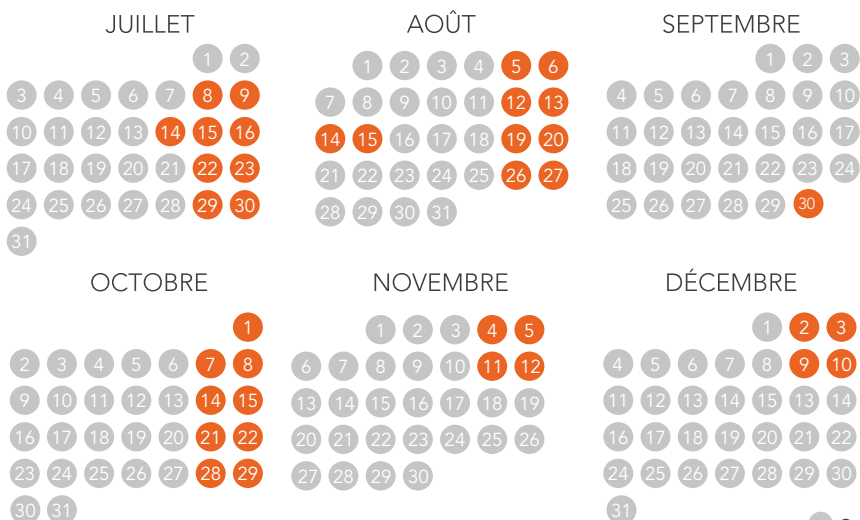 JUILLET
1 2
3 4 5 6 7 8 9
10 11 12 13 14 15 16
17 18 19 20 21 22 23
24 25 26 27 28 29 30
31
AOÛT
1 2 3 4 5 6
7 8 9 10 11 12 13
14 15 16 17 18 19 20
21 22 23 24 25 26 27
28 29 30 31
SEPTEMBRE
1 2 3
4 5 6 7 8 9 10
11 12 13 14 15 16 17
18 19 20 21 22 23 24
25 26 27 28 29 30
OCTOBRE
1
2 3 4 5 6 7 8
9 10 11 12 13 14 15
16 17 18 19 20 21 22
23 24 25 26 27 28 29
30 31
NOVEMBRE
1 2 3 4 5
6 7 8 9 10 11 12
13 14 15 16 17 18 19
20 21 22 23 24 25 26
27 28 29 30
DÉCEMBRE
1 2 3
4 5 6 7 8 9 10
11 12 13 14 15 13 14
16 17 18 19 20 21 22
24 25 26 27 28 29 30
31